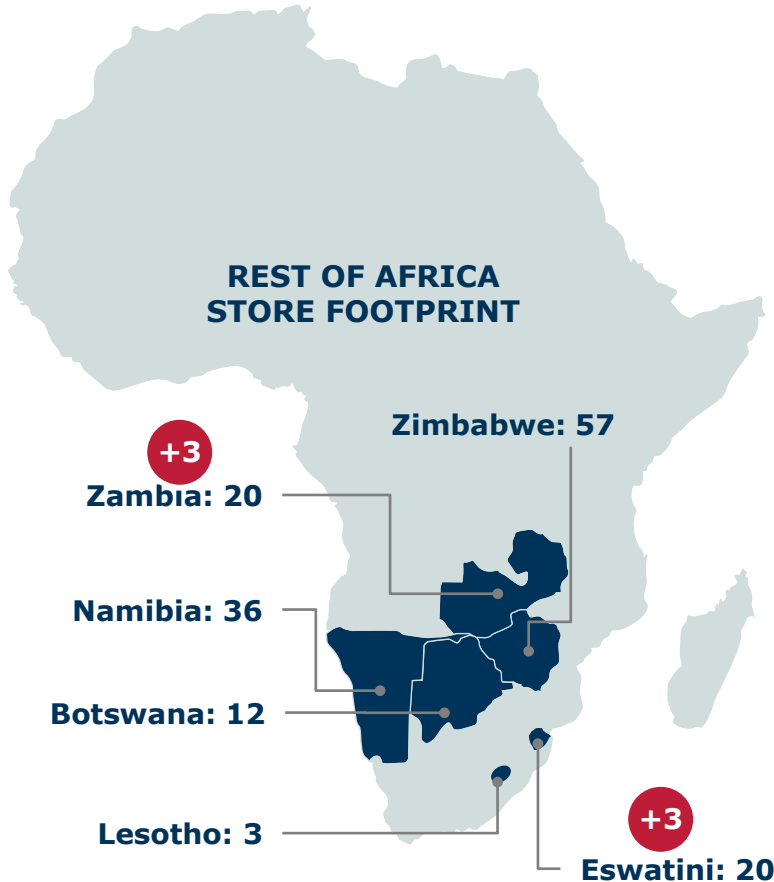 REST OF AFRICA
STORE FOOTPRINT
Zimbabwe: 57
+3
Zambia: 20
Namibia: 36
Botswana: 12
Lesotho: 3
+3
Eswatini: 20